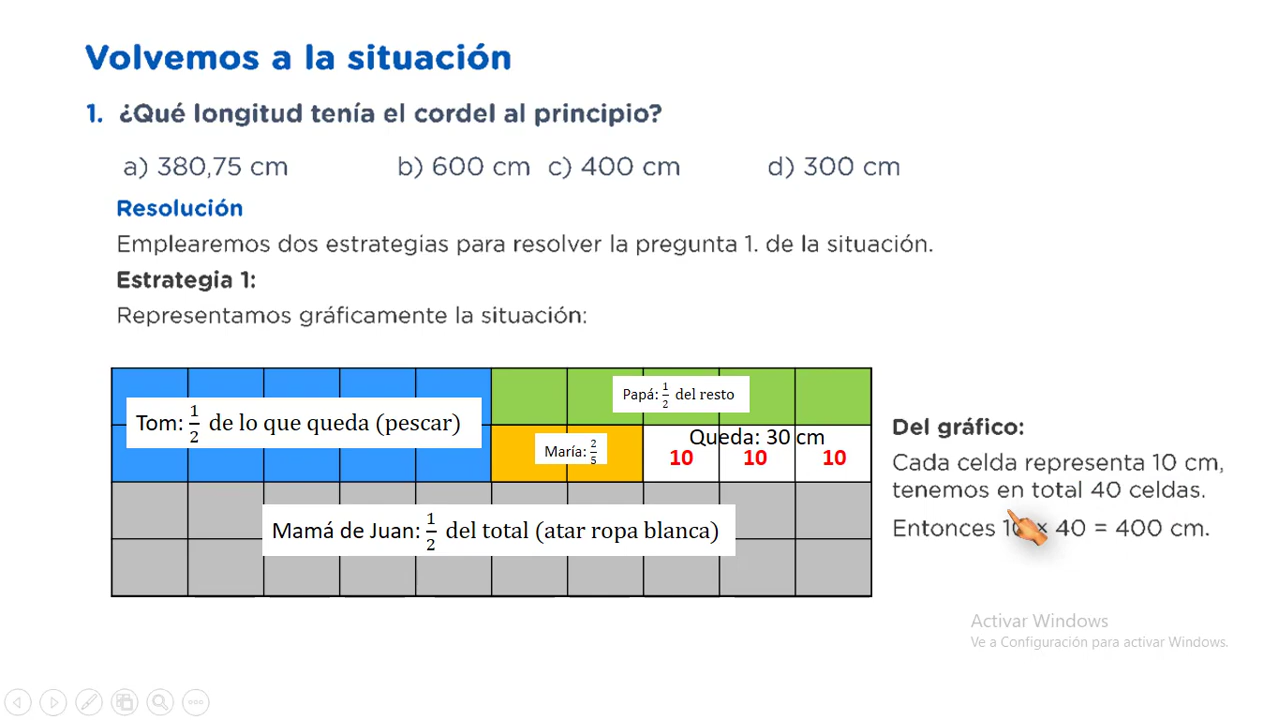 Volvemos a la situación
1. ¿Qué longitud tenía el cordel al principio?
a) 380,75 cm b) 600 cm c) 400 cm d) 300 cm
Resolución
Emplearemos dos estrategias para resolver la pregunta 1. de la situación.
Estrategia 1:
Representamos gráficamente la situación:
Tom: 1/2 de lo que queda (pescar)
Papá: 1/2 del resto
María: 2/5
Queda: 30 cm
10 10 10
Mamá de Juan: 1/2 del total (atar ropa blanca)
Del gráfico:
Cada celda representa 10 cm,
tenemos en total 40 celdas.
Entonces 10 × 40 = 400 cm.
Activar Windows
Ve a Configuración para activar Windows.